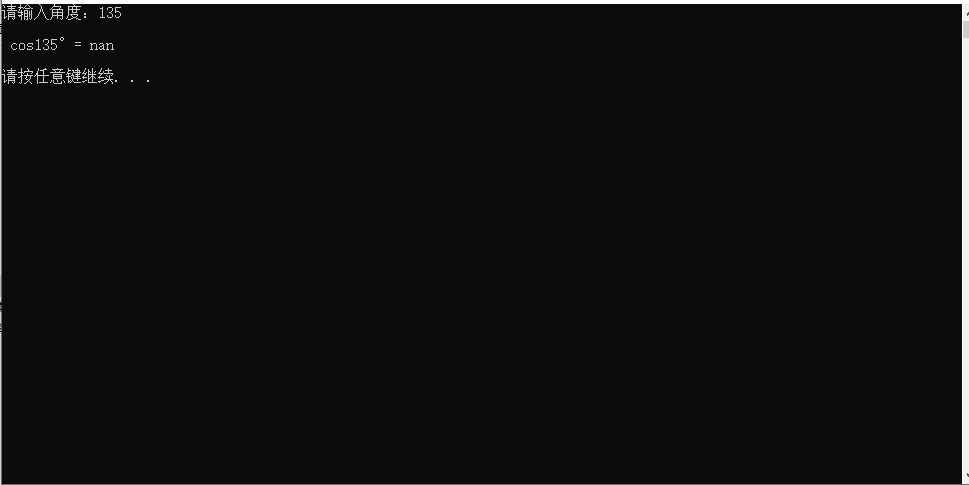 请输入角度：135
cos135° = nan
请按任意键继续. . .